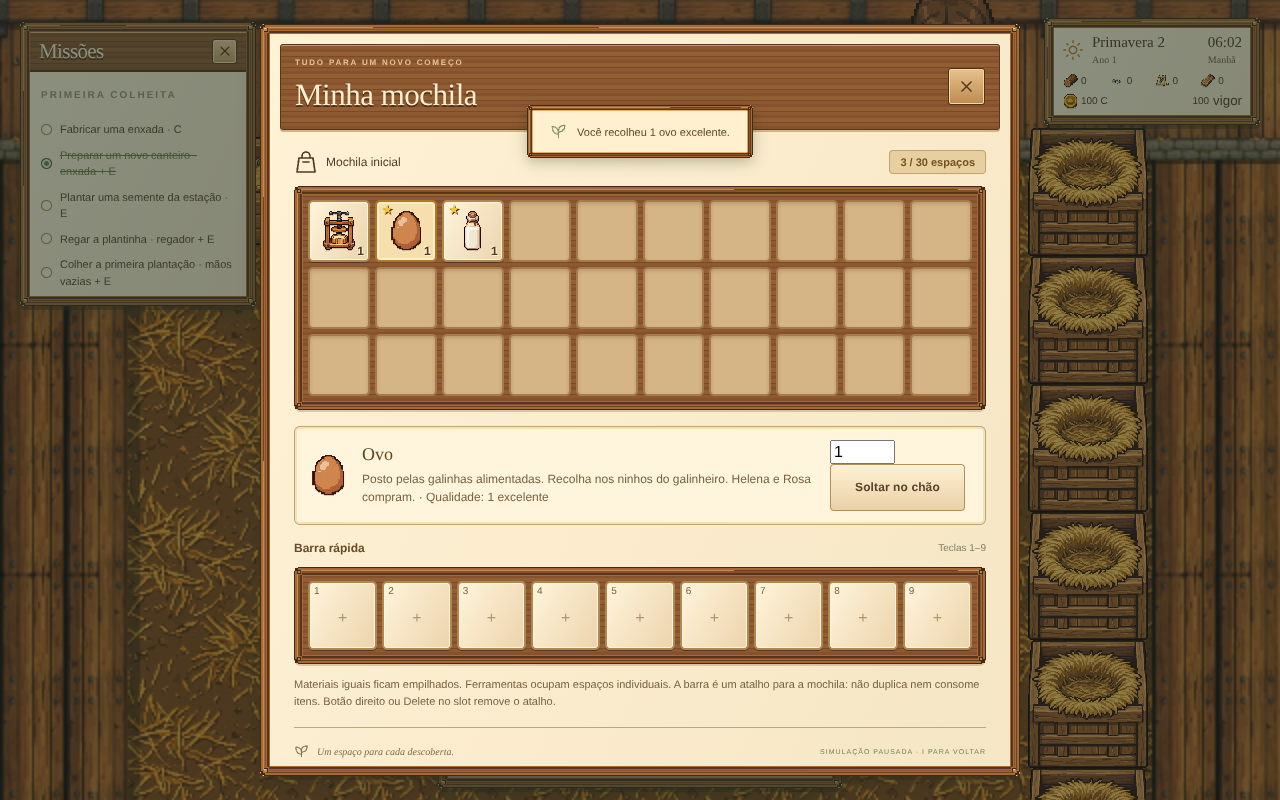 Missões
PRIMEIRA COLHEITA
Fabricar uma enxada · C
Preparar um novo canteiro ·
enxada + E
Plantar uma semente da estação ·
E
Regar a plantinha · regador + E
Colher a primeira plantação · mãos
vazias + E
TUDO PARA UM NOVO COMEÇO
Minha mochila
Você recolheu 1 ovo excelente.
Mochila inicial
3 / 30 espaços
1
1
1
Ovo
Posto pelas galinhas alimentadas. Recolha nos ninhos do galinheiro. Helena e Rosa
compram. · Qualidade: 1 excelente
1
Soltar no chão
Barra rápida
Teclas 1–9
1 2 3 4 5 6 7 8 9
+ + + + + + + + +
Materiais iguais ficam empilhados. Ferramentas ocupam espaços individuais. A barra é um atalho para a mochila: não duplica nem consome
itens. Botão direito ou Delete no slot remove o atalho.
Um espaço para cada descoberta.
SIMULAÇÃO PAUSADA · I PARA VOLTAR
Primavera 2 06:02
Ano 1 Manhã
0 0 0 0
100 C 100 vigor